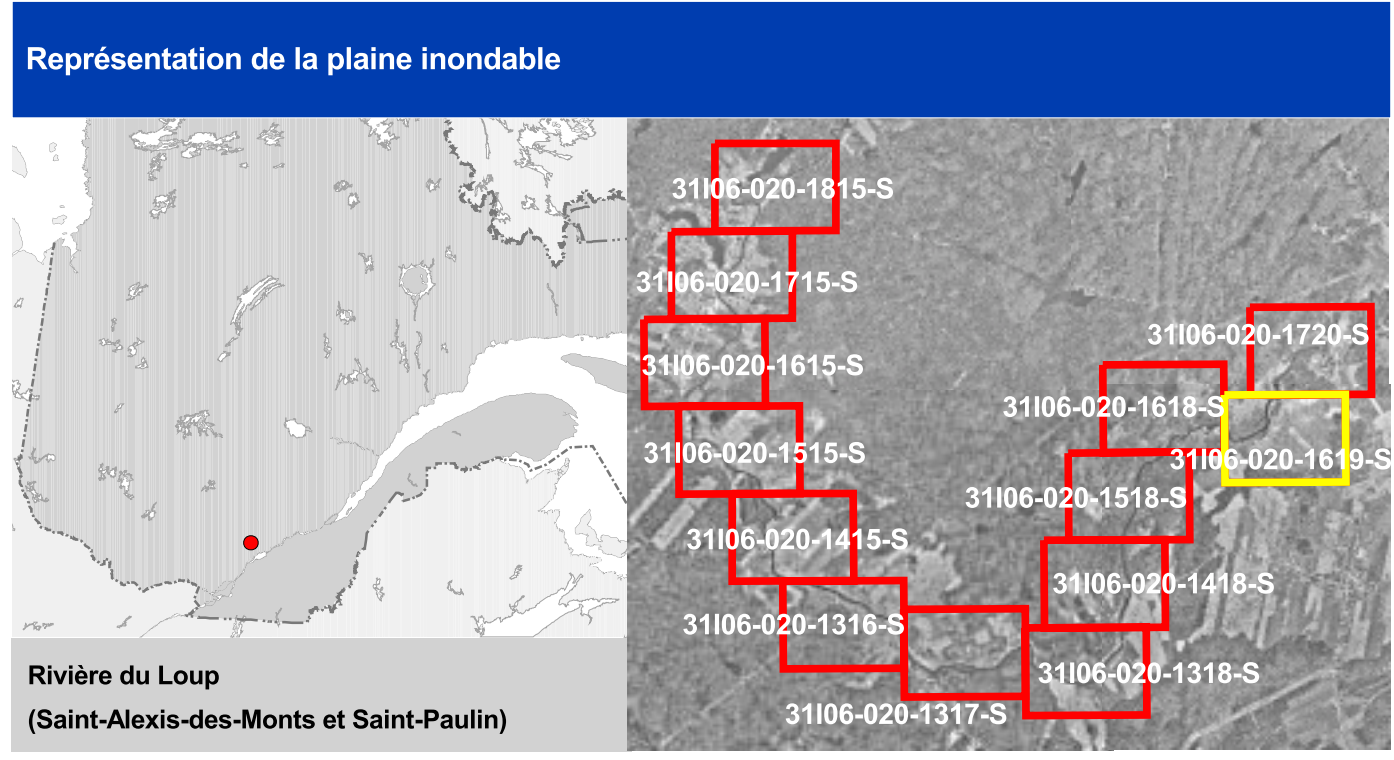 Représentation de la plaine inondable
31I06-020-1815-S
31I06-020-1715-S
31I06-020-1720-S
31I06-020-1615-S
31I06-020-1618-S
31I06-020-1515-S
31I06-020-1619-S
31I06-020-1518-S
31I06-020-1415-S
31I06-020-1418-S
31I06-020-1316-S
31I06-020-1318-S
31I06-020-1317-S
Rivière du Loup
(Saint-Alexis-des-Monts et Saint-Paulin)